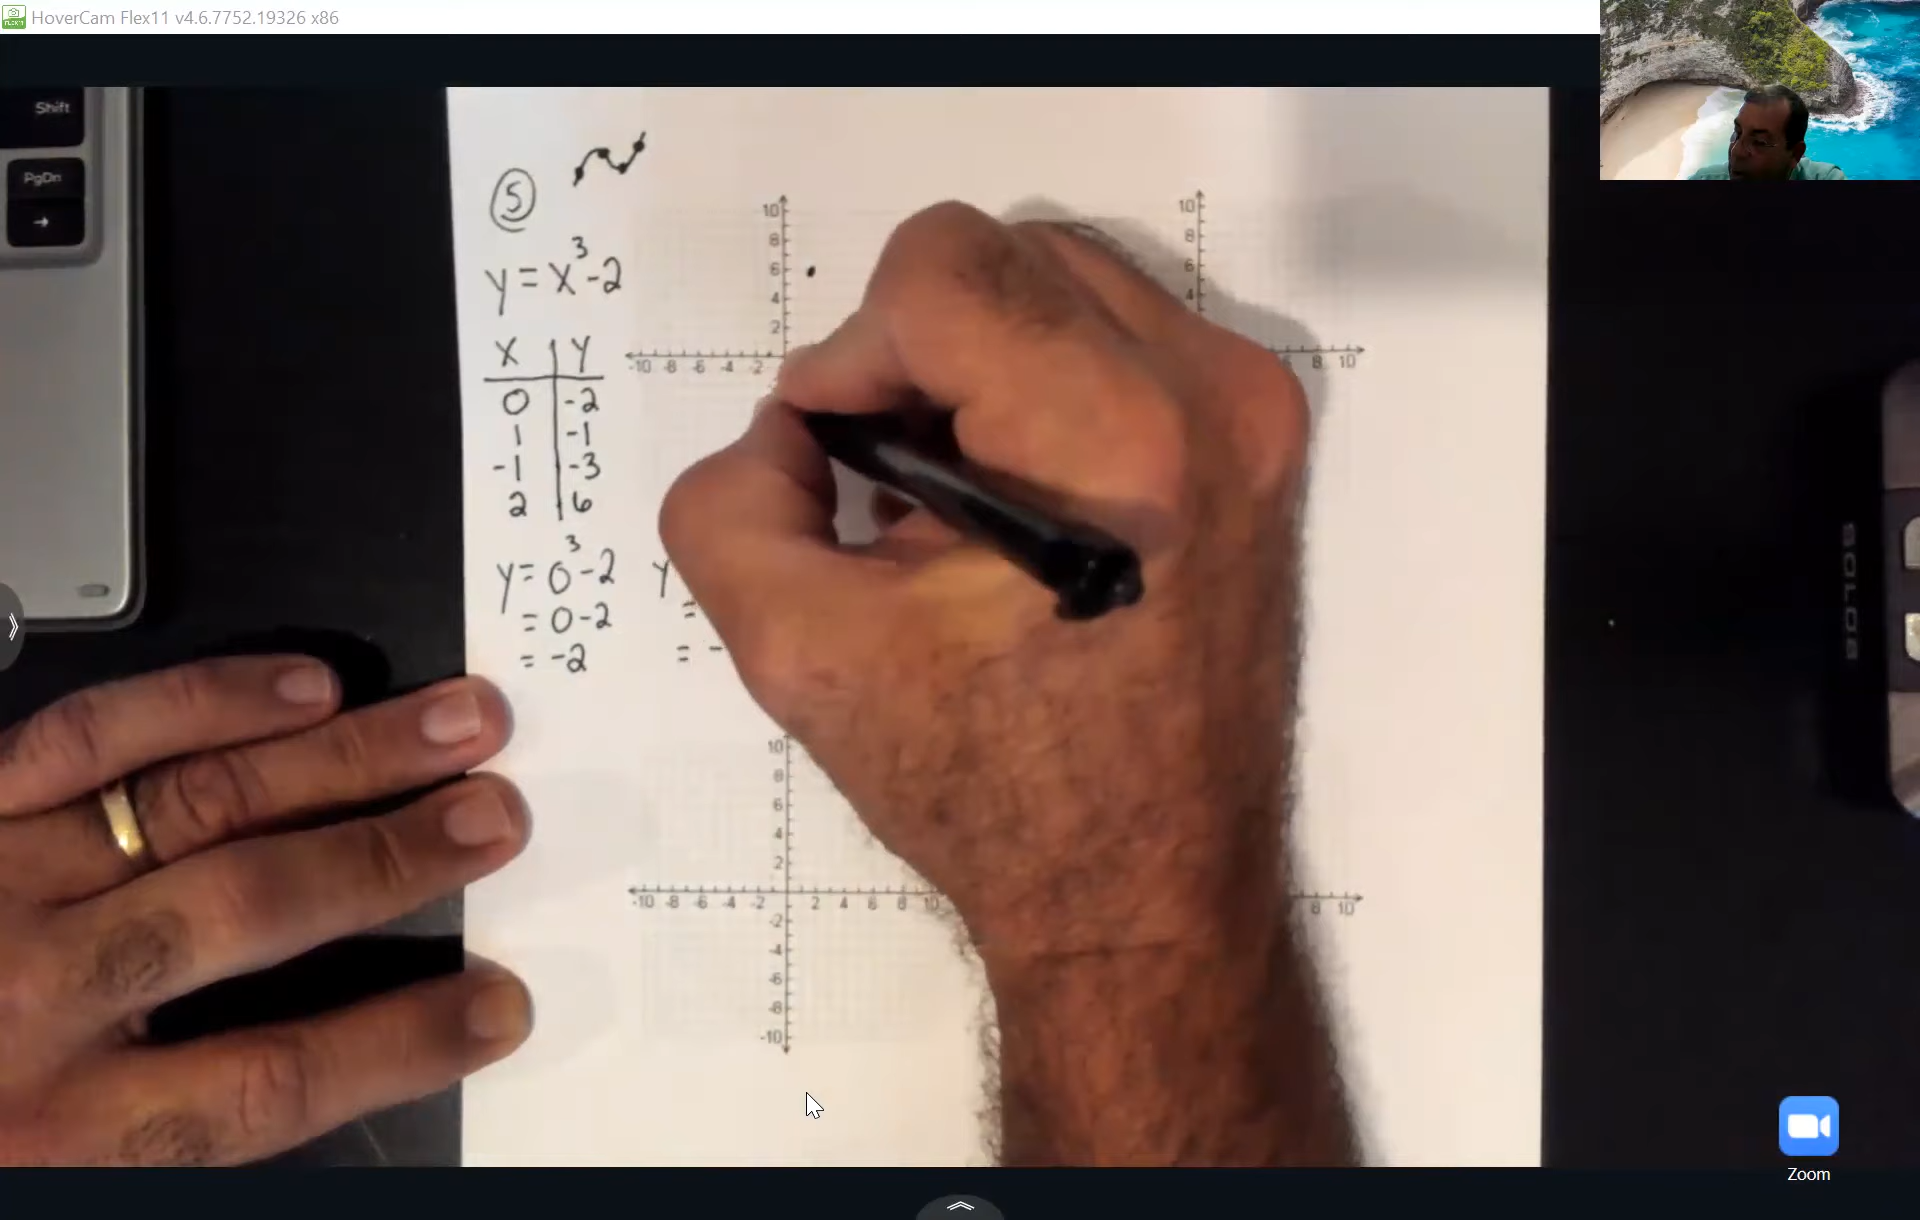 HoverCam Flex11 v4.6.7752.19326 x86
Shift
PgDn
→
5
y = x³ - 2
X | Y
0 | -2
1 | -1
-1 | -3
2 | 6
y = 0³ - 2
= 0 - 2
= -2
y
=
= -
10
8
6
4
2
-10 -8 -6 -4 -2
10
8
6
4
8 10
10
8
6
4
2
-10 -8 -6 -4 -2 2 4 6 8 10
-2
-4
-6
-8
-10
8 10
Zoom